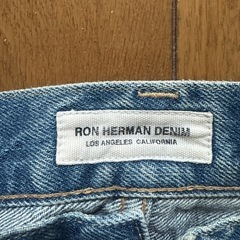 RON HERMAN DENIM
LOS ANGELES CALIFORNIA